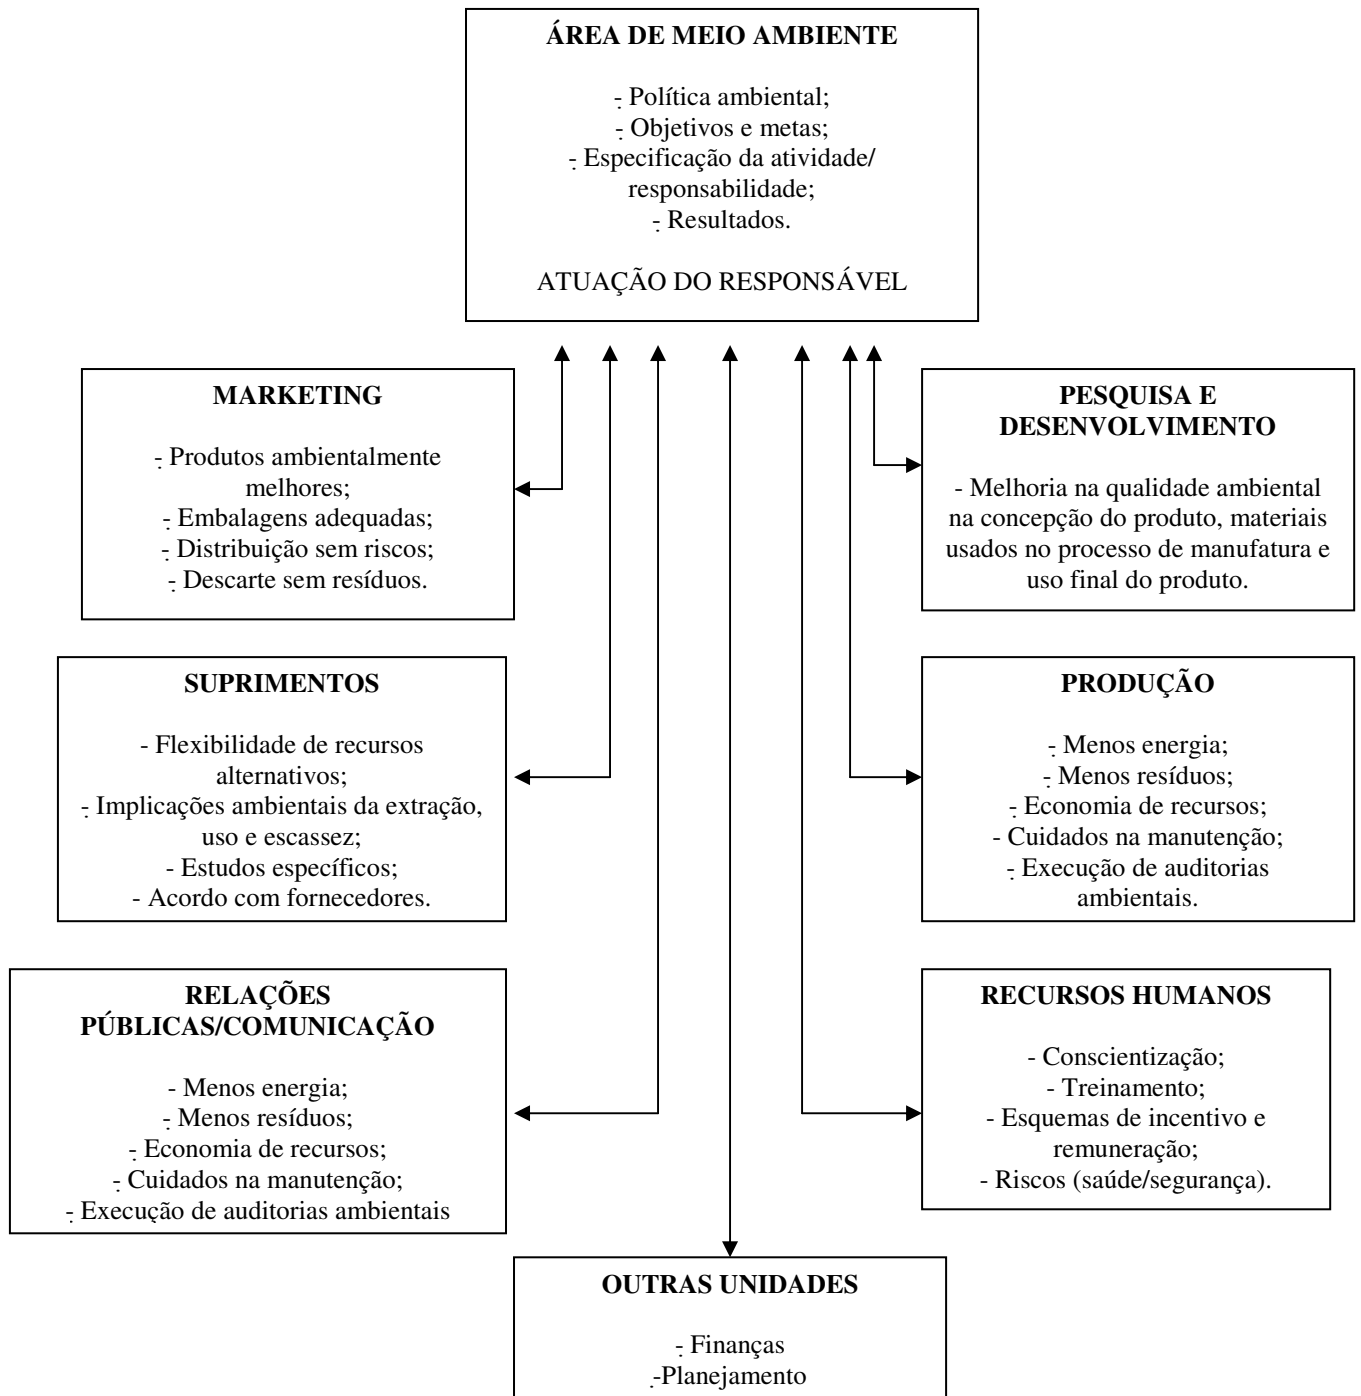 ÁREA DE MEIO AMBIENTE
- Política ambiental;
- Objetivos e metas;
- Especificação da atividade/
responsabilidade;
- Resultados.
ATUAÇÃO DO RESPONSÁVEL
MARKETING
- Produtos ambientalmente
melhores;
- Embalagens adequadas;
- Distribuição sem riscos;
- Descarte sem resíduos.
PESQUISA E
DESENVOLVIMENTO
- Melhoria na qualidade ambiental
na concepção do produto, materiais
usados no processo de manufatura e
uso final do produto.
SUPRIMENTOS
- Flexibilidade de recursos
alternativos;
- Implicações ambientais da extração,
uso e escassez;
- Estudos específicos;
- Acordo com fornecedores.
PRODUÇÃO
- Menos energia;
- Menos resíduos;
- Economia de recursos;
- Cuidados na manutenção;
- Execução de auditorias
ambientais.
RELAÇÕES
PÚBLICAS/COMUNICAÇÃO
- Menos energia;
- Menos resíduos;
- Economia de recursos;
- Cuidados na manutenção;
- Execução de auditorias ambientais
RECURSOS HUMANOS
- Conscientização;
- Treinamento;
- Esquemas de incentivo e
remuneração;
- Riscos (saúde/segurança).
OUTRAS UNIDADES
- Finanças
-Planejamento